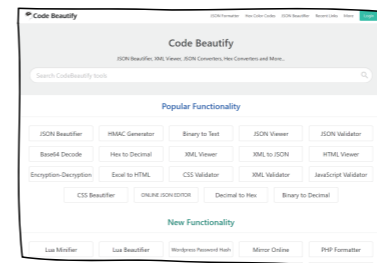 Code Beautify
JSON Formatter Hex Color Codes JSON Beautifier Recent Links More Login
Code Beautify
JSON Beautifier, XML Viewer, JSON Converters, Hex Converters and More...
Search CodeBeautify tools
Popular Functionality
JSON Beautifier HMAC Generator Binary to Text JSON Viewer JSON Validator
Base64 Decode Hex to Decimal XML Viewer XML to JSON HTML Viewer
Encryption-Decryption Excel to HTML CSS Validator XML Validator JavaScript Validator
CSS Beautifier ONLINE JSON EDITOR Decimal to Hex Binary to Decimal
New Functionality
Lua Minifier Lua Beautifier Wordpress Password Hash Mirror Online PHP Formatter